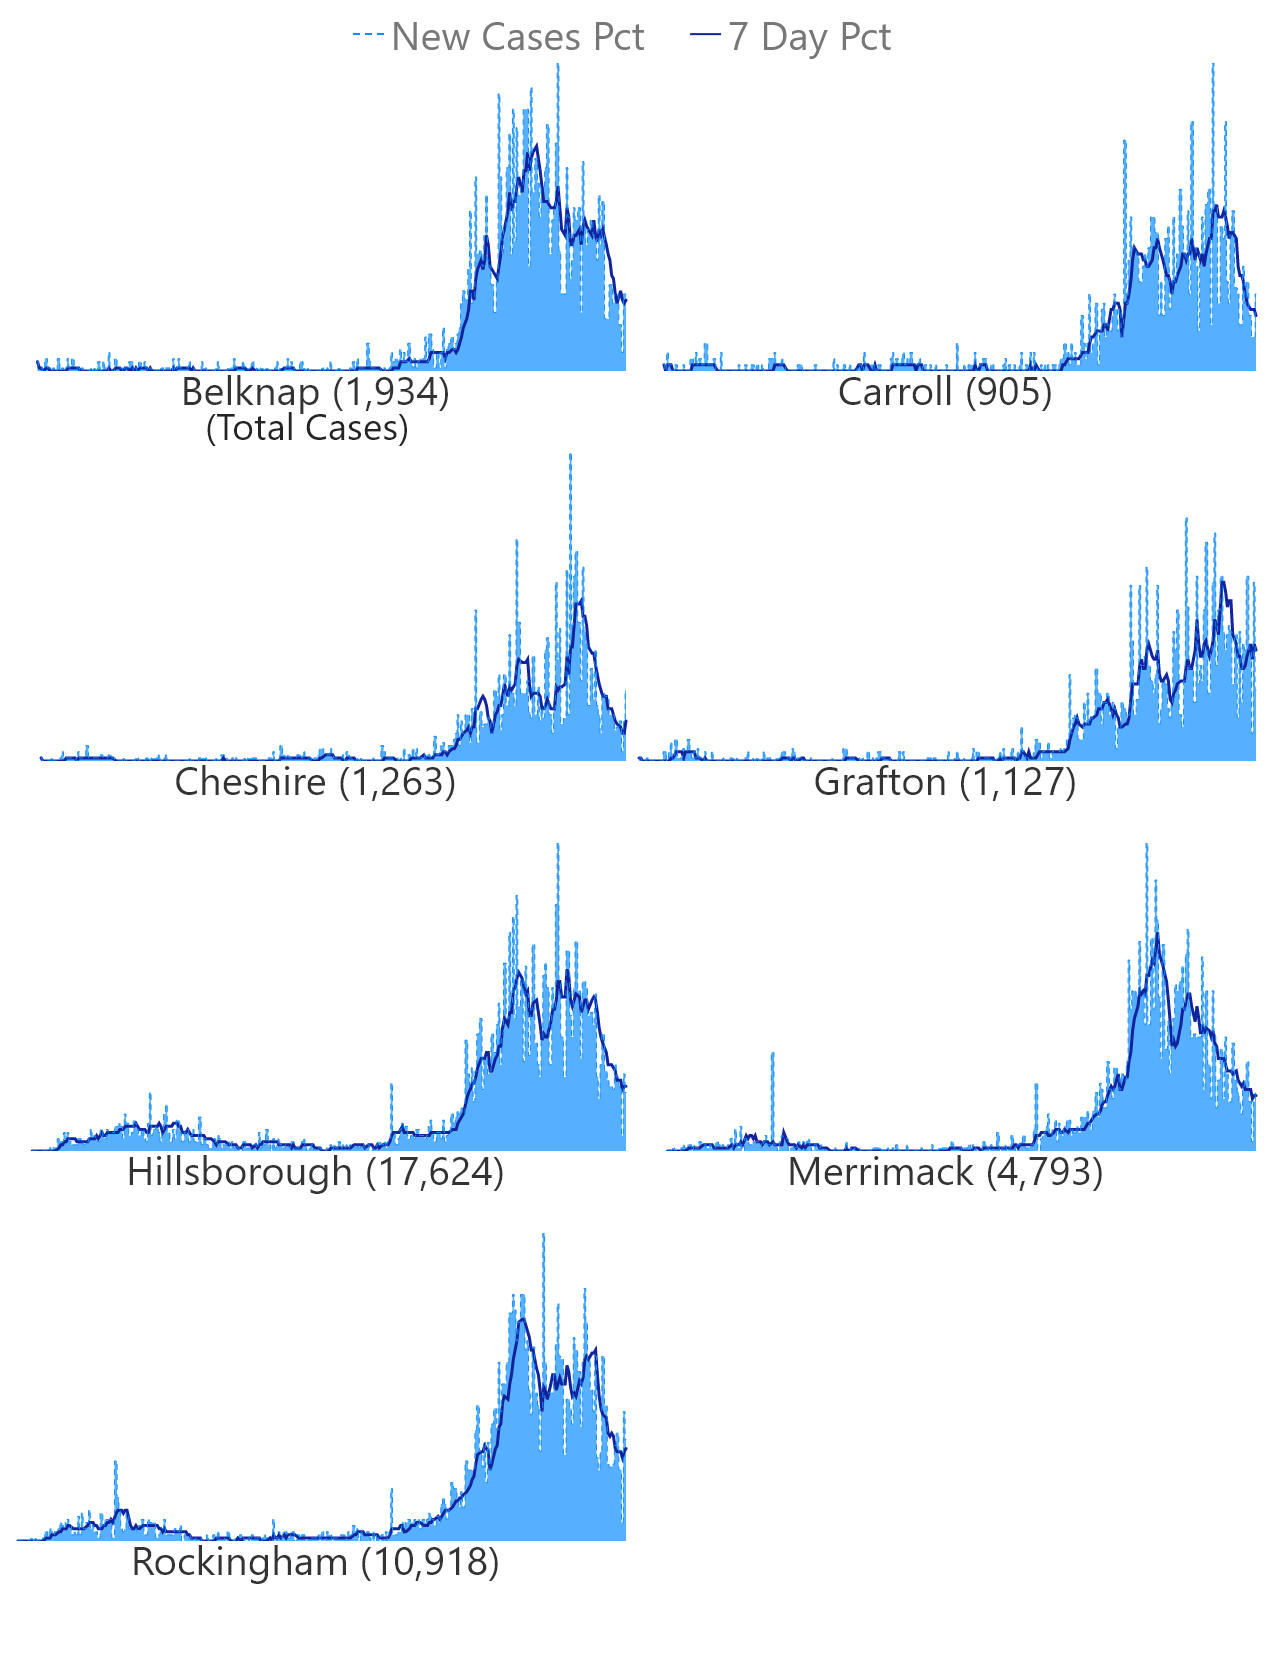 New Cases Pct 7 Day Pct
Belknap (1,934) Carroll (905)
(Total Cases)
Cheshire (1,263) Grafton (1,127)
Hillsborough (17,624) Merrimack (4,793)
Rockingham (10,918)